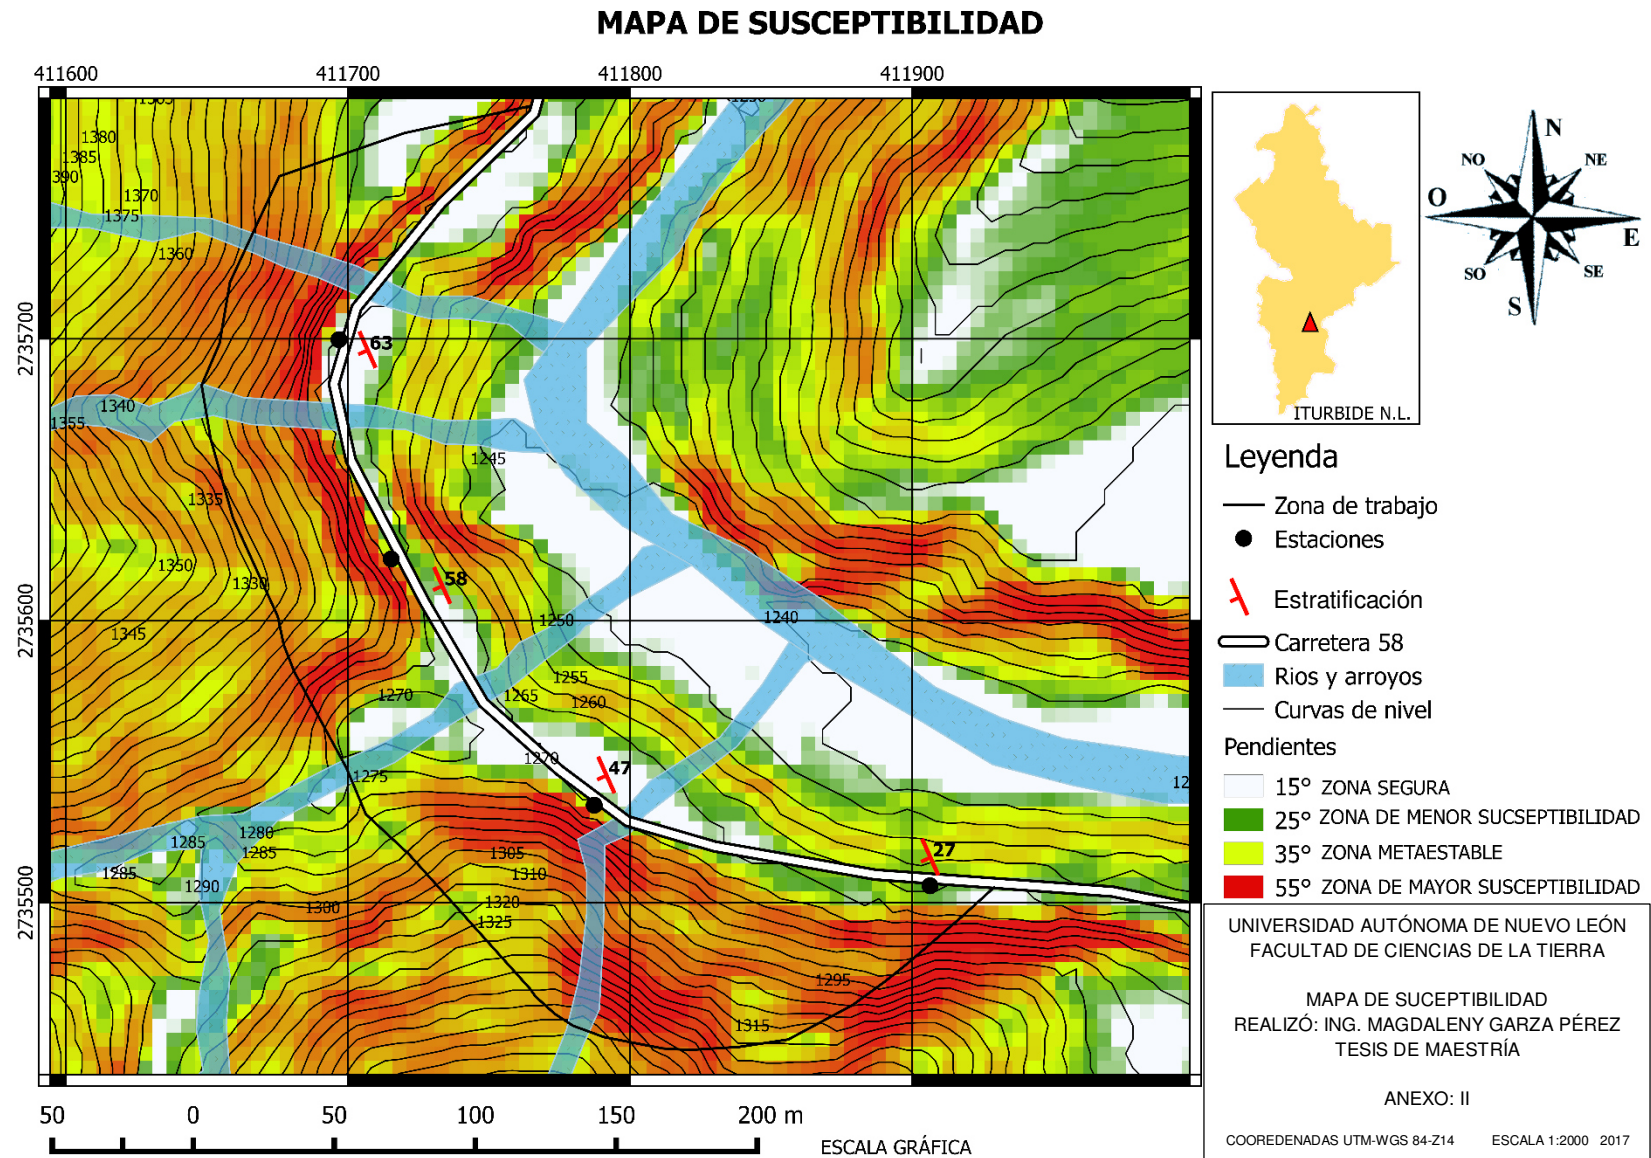 MAPA DE SUSCEPTIBILIDAD
411600 411700 411800 411900
2735700
2735600
2735500
1380
1385
390
1370
1375
1360
1340
1355
1335
1350
1330
1345
1245
1250
1240
1255
1265
1260
1270
1270
1275
1280
1285
1285
1285
1290
1300
1305
1310
1320
1325
1295
1315
12
63
58
47
27
N
NO
NE
O
E
SO
SE
S
ITURBIDE N.L.
Leyenda
Zona de trabajo
Estaciones
Estratificación
Carretera 58
Rios y arroyos
Curvas de nivel
Pendientes
15° ZONA SEGURA
25° ZONA DE MENOR SUCSEPTIBILIDAD
35° ZONA METAESTABLE
55° ZONA DE MAYOR SUSCEPTIBILIDAD
UNIVERSIDAD AUTÓNOMA DE NUEVO LEÓN
FACULTAD DE CIENCIAS DE LA TIERRA
MAPA DE SUCEPTIBILIDAD
REALIZÓ: ING. MAGDALENY GARZA PÉREZ
TESIS DE MAESTRÍA
ANEXO: II
COOREDENADAS UTM-WGS 84-Z14 ESCALA 1:2000 2017
50 0 50 100 150 200 m
ESCALA GRÁFICA